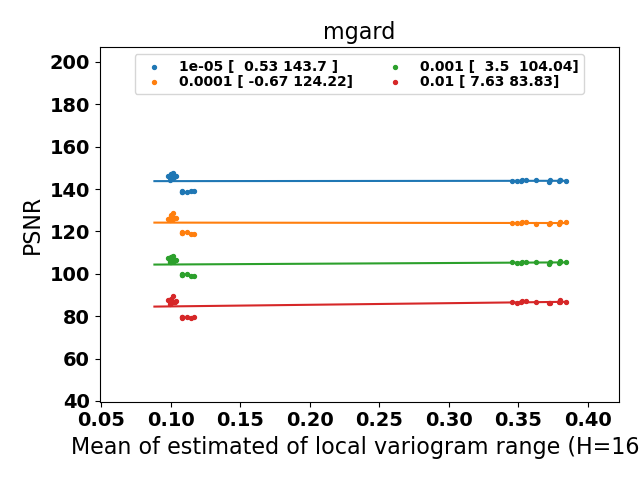 mgard
1e-05 [  0.53 143.7 ]
0.0001 [ -0.67 124.22]
0.001 [  3.5  104.04]
0.01 [ 7.63 83.83]
PSNR
200
180
160
140
120
100
80
60
40
0.05 0.10 0.15 0.20 0.25 0.30 0.35 0.40
Mean of estimated of local variogram range (H=16